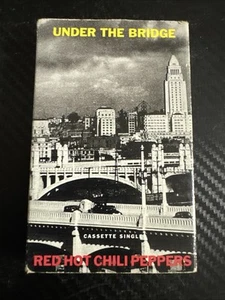 UNDER THE BRIDGE
CASSETTE SINGLE
RED HOT CHILI PEPPERS